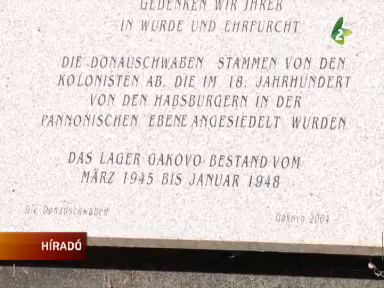 GEDENKEN WIR IHRER
IN WÜRDE UND EHRFURCHT
DIE DONAUSCHWABEN STAMMEN VON DEN
KOLONISTEN AB, DIE IM 18. JAHRHUNDERT
VON DEN HABSBURGERN IN DER
PANNONISCHEN EBENE ANGESIEDELT WURDEN
DAS LAGER GAKOVO BESTAND VOM
MÄRZ 1945 BIS JANUAR 1948
Die Donauschwaben
Gakovo 2004
2
HÍRADÓ